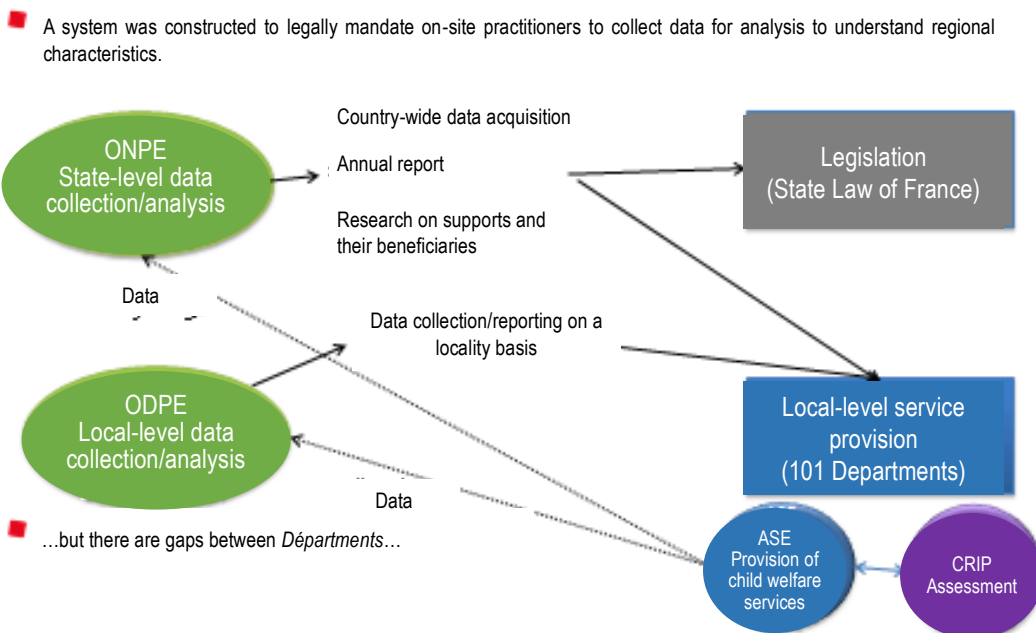 A system was constructed to legally mandate on-site practitioners to collect data for analysis to understand regional
characteristics.
ONPE
State-level data
collection/analysis
Country-wide data acquisition
Annual report
Research on supports and
their beneficiaries
Legislation
(State Law of France)
Data
Data collection/reporting on a
locality basis
ODPE
Local-level data
collection/analysis
Local-level service
provision
(101 Departments)
Data
…but there are gaps between Départments…
ASE
Provision of
child welfare
services
CRIP
Assessment